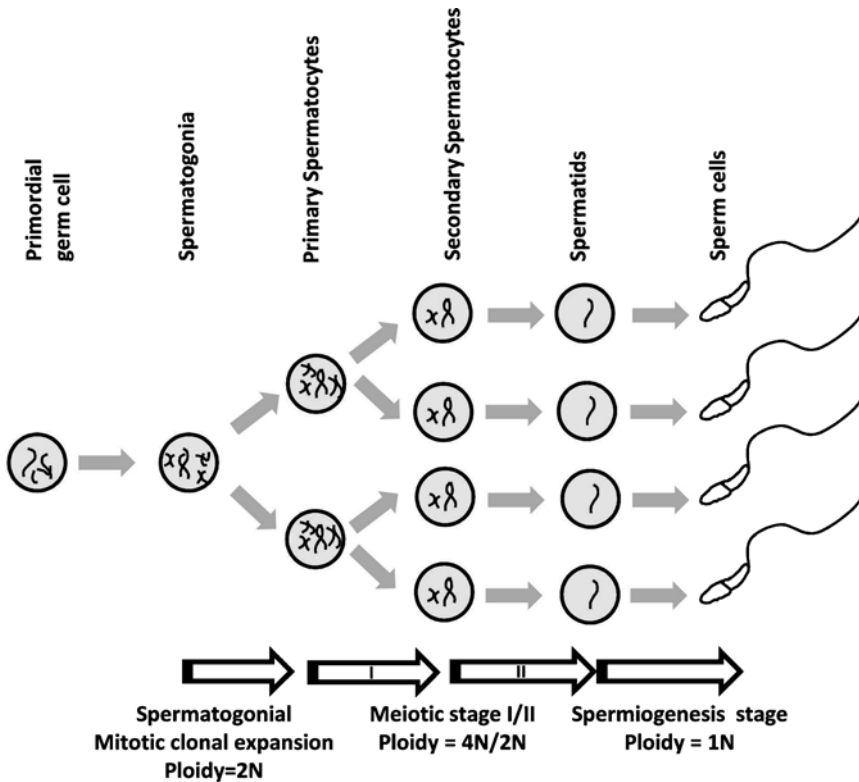 Primordial
germ cell
Spermatogonia
Primary Spermatocytes
Secondary Spermatocytes
Spermatids
Sperm cells
I
II
Spermatogonial
Mitotic clonal expansion
Ploidy=2N
Meiotic stage I/II
Ploidy = 4N/2N
Spermiogenesis stage
Ploidy = 1N